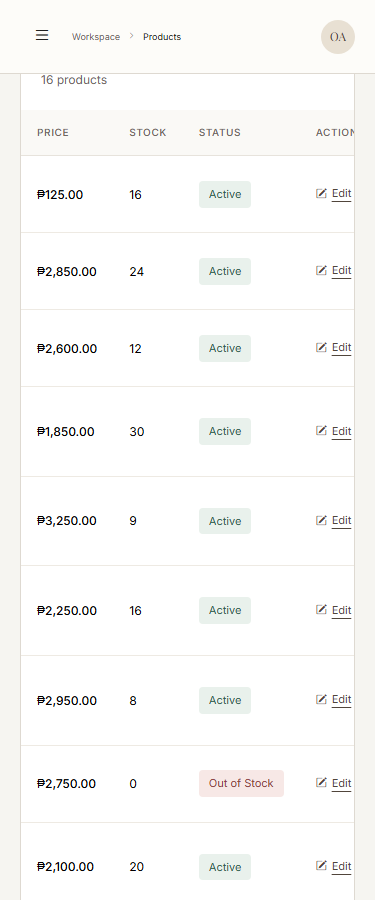 Workspace > Products
OA
16 products
PRICE STOCK STATUS ACTION
₱125.00 16 Active Edit
₱2,850.00 24 Active Edit
₱2,600.00 12 Active Edit
₱1,850.00 30 Active Edit
₱3,250.00 9 Active Edit
₱2,250.00 16 Active Edit
₱2,950.00 8 Active Edit
₱2,750.00 0 Out of Stock Edit
₱2,100.00 20 Active Edit